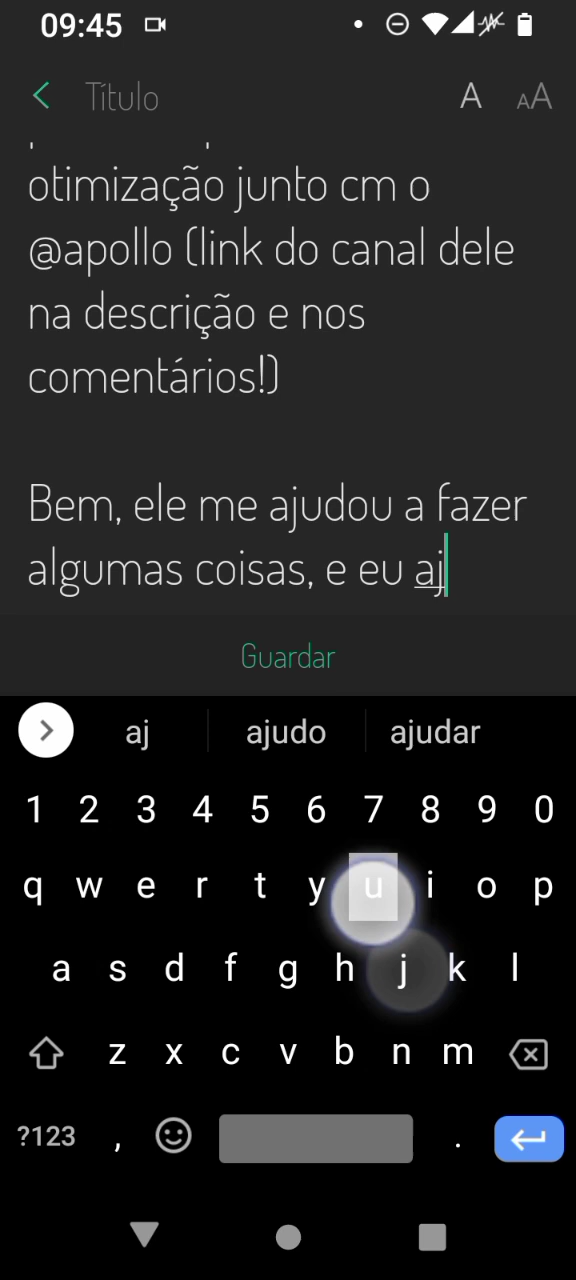 09:45
Título A AA
otimização junto cm o
@apollo (link do canal dele
na descrição e nos
comentários!)
Bem, ele me ajudou a fazer
algumas coisas, e eu aj
Guardar
aj ajudo ajudar
1 2 3 4 5 6 7 8 9 0
q w e r t y u i o p
a s d f g h j k l
z x c v b n m
?123 , .